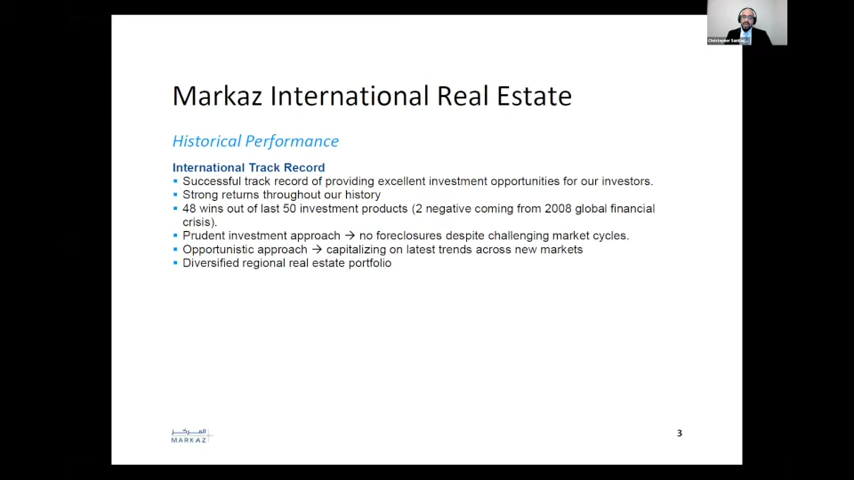 Markaz International Real Estate
Historical Performance
International Track Record
▪ Successful track record of providing excellent investment opportunities for our investors.
▪ Strong returns throughout our history
▪ 48 wins out of last 50 investment products (2 negative coming from 2008 global financial
crisis).
▪ Prudent investment approach → no foreclosures despite challenging market cycles.
▪ Opportunistic approach → capitalizing on latest trends across new markets
▪ Diversified regional real estate portfolio
المركز
MARKAZ
3
Christopher